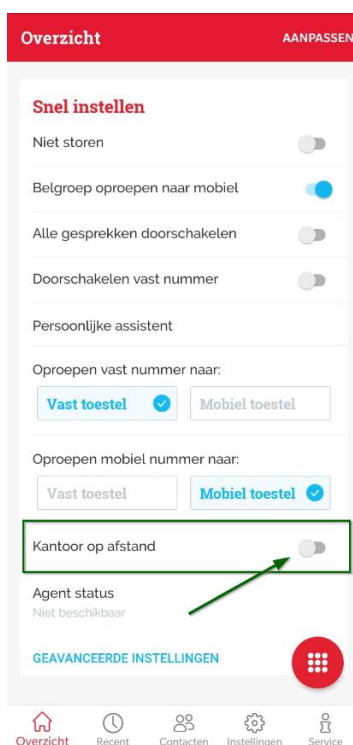 Overzicht AANPASSEN
Snel instellen
Niet storen
Belgroep oproepen naar mobiel
Alle gesprekken doorschakelen
Doorschakelen vast nummer
Persoonlijke assistent
Oproepen vast nummer naar:
Vast toestel Mobiel toestel
Oproepen mobiel nummer naar:
Vast toestel Mobiel toestel
Kantoor op afstand
Agent status
Niet beschikbaar
GEAVANCEERDE INSTELLINGEN
Overzicht Recent Contacten Instellingen Service